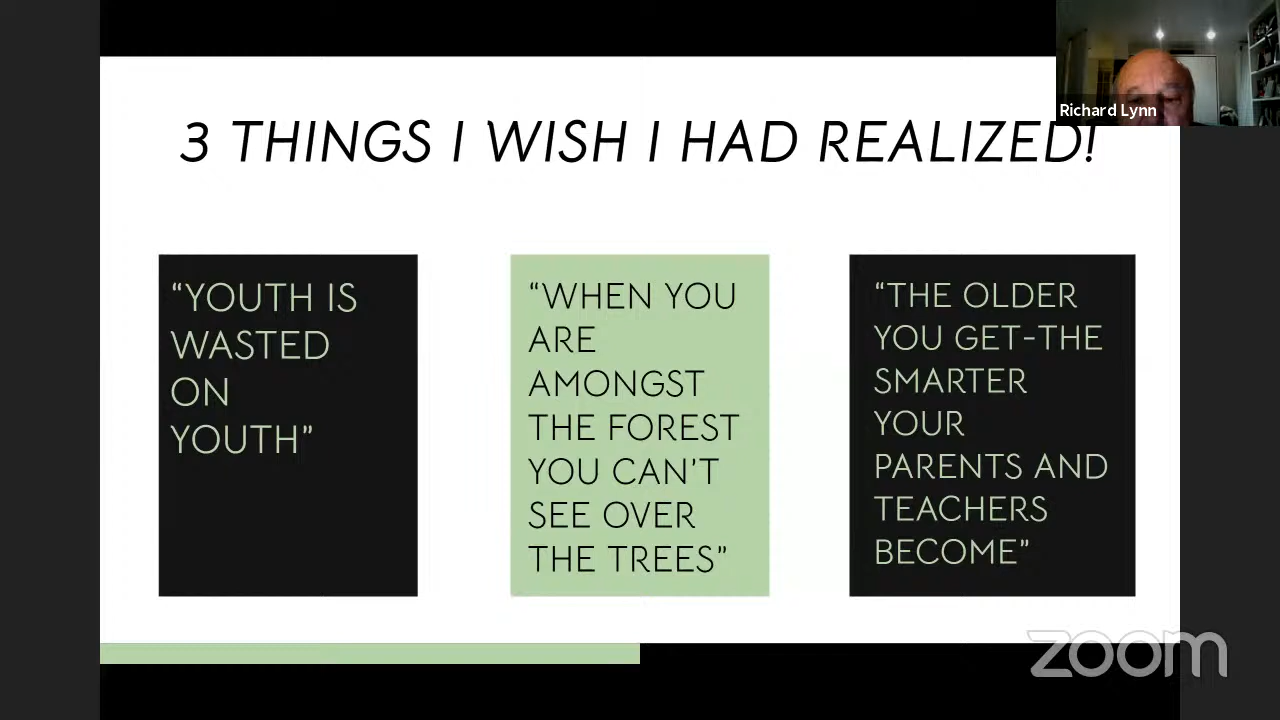 Richard Lynn
3 THINGS I WISH I HAD REALIZED!
“YOUTH IS
WASTED
ON
YOUTH”
“WHEN YOU
ARE
AMONGST
THE FOREST
YOU CAN’T
SEE OVER
THE TREES”
“THE OLDER
YOU GET-THE
SMARTER
YOUR
PARENTS AND
TEACHERS
BECOME”
zoom